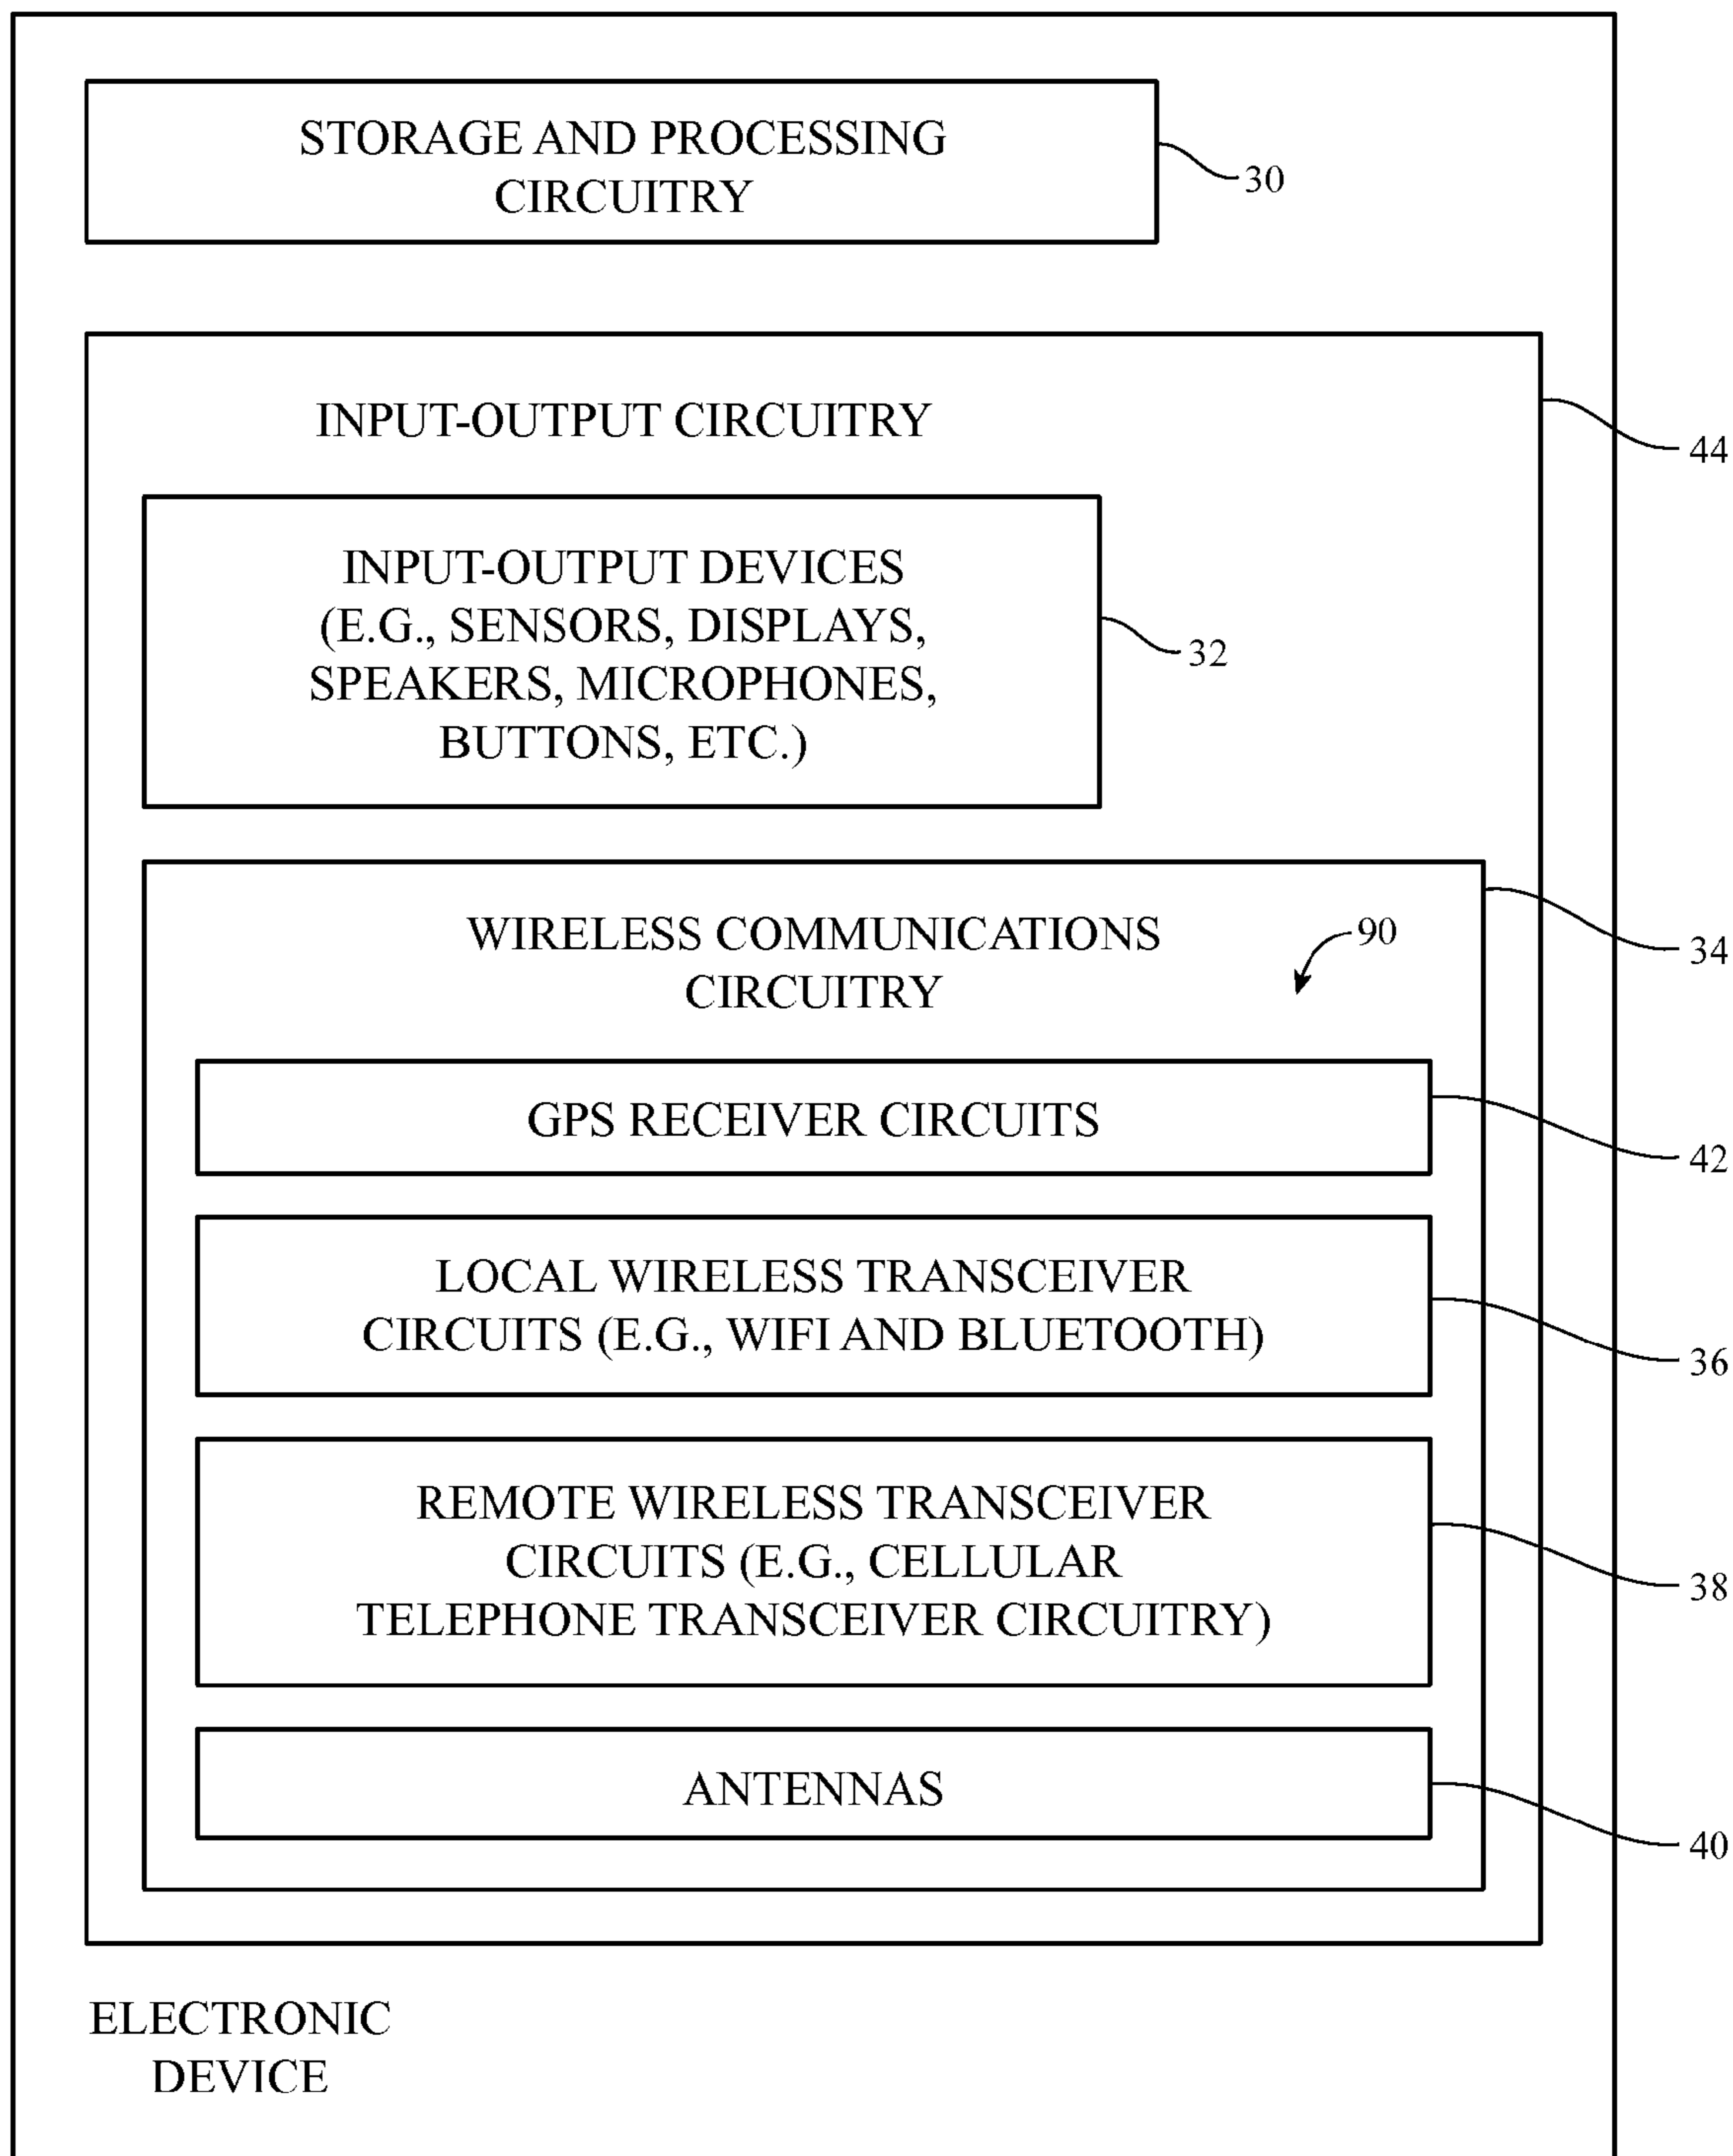 STORAGE AND PROCESSING
CIRCUITRY
30
INPUT-OUTPUT CIRCUITRY
44
INPUT-OUTPUT DEVICES
(E.G., SENSORS, DISPLAYS,
SPEAKERS, MICROPHONES,
BUTTONS, ETC.)
32
WIRELESS COMMUNICATIONS
CIRCUITRY
90
34
GPS RECEIVER CIRCUITS
42
LOCAL WIRELESS TRANSCEIVER
CIRCUITS (E.G., WIFI AND BLUETOOTH)
36
REMOTE WIRELESS TRANSCEIVER
CIRCUITS (E.G., CELLULAR
TELEPHONE TRANSCEIVER CIRCUITRY)
38
ANTENNAS
40
ELECTRONIC
DEVICE